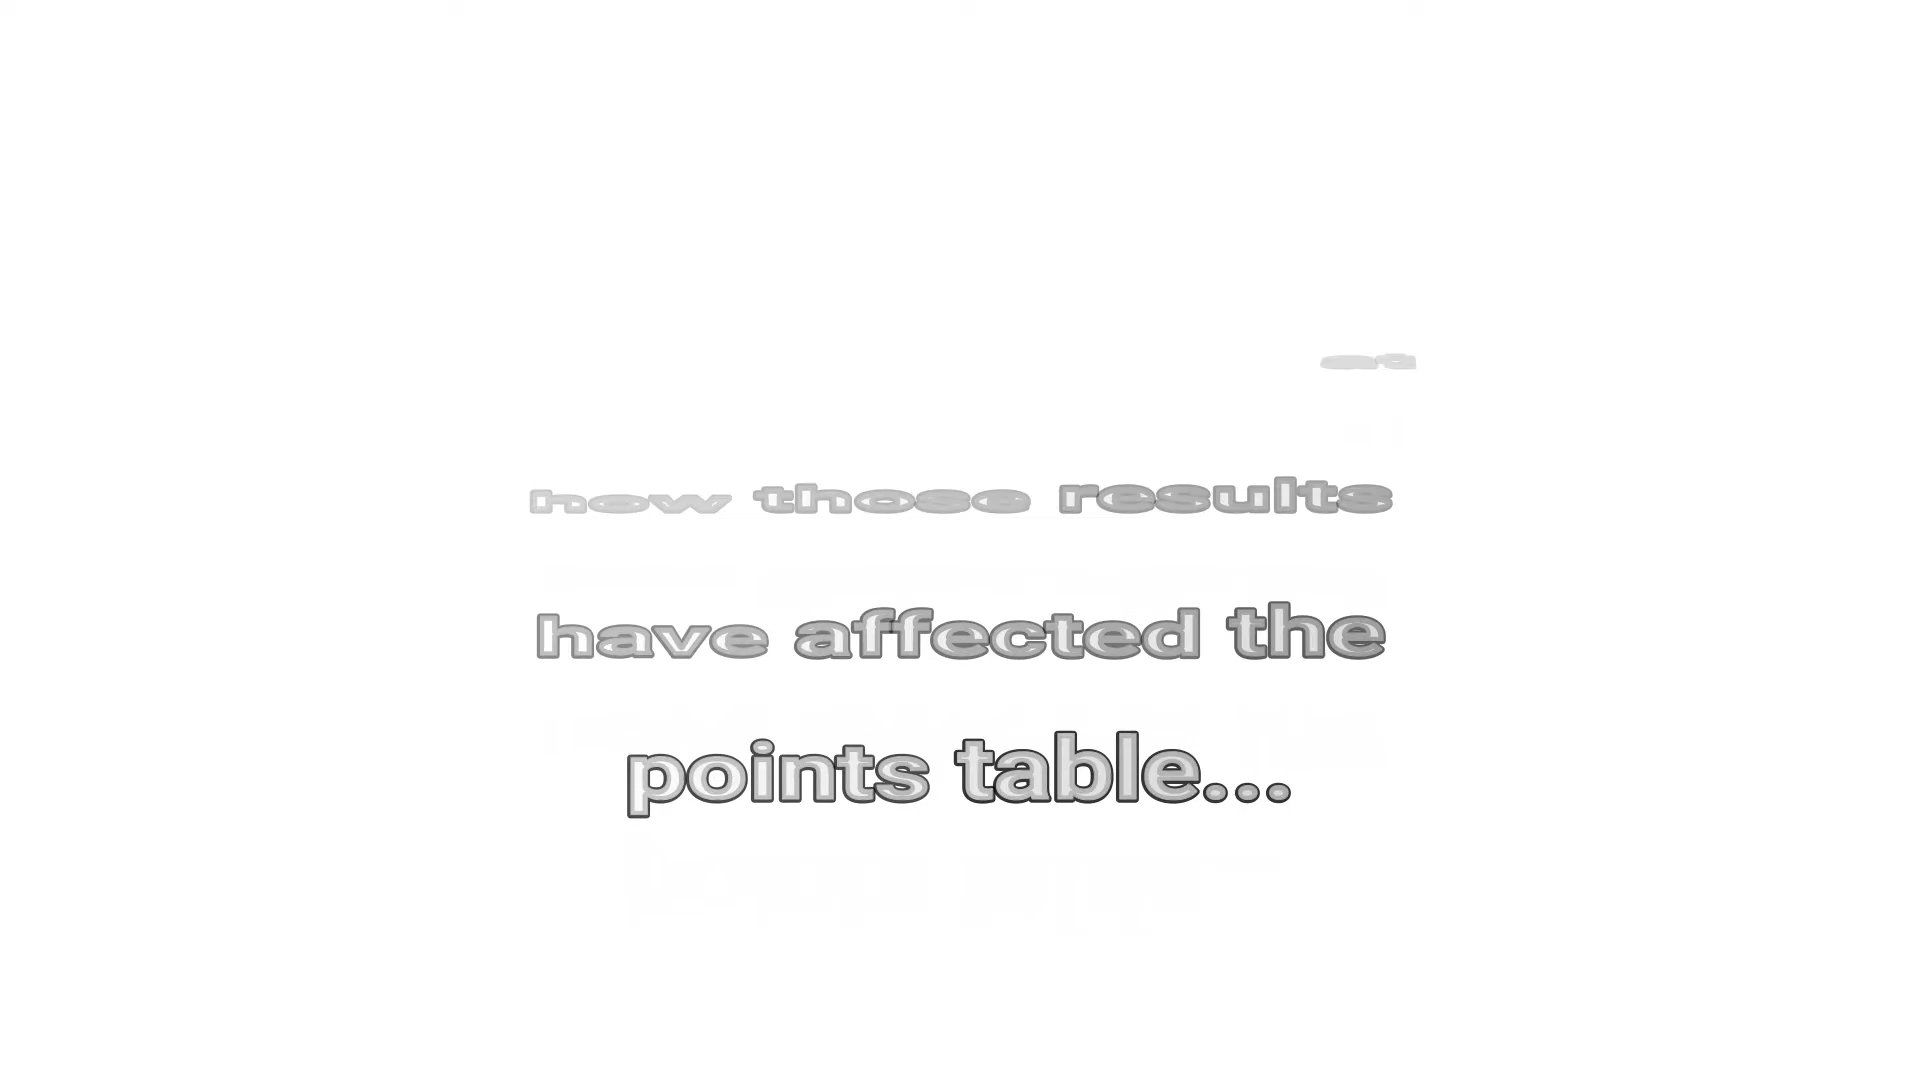 how those results
have affected the
points table...